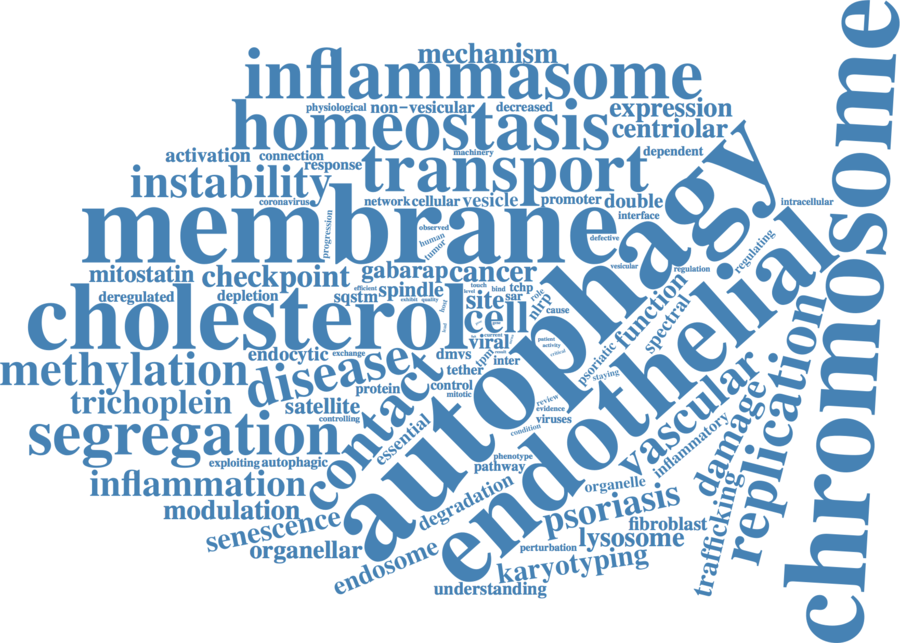 mechanism
inflammasome
physiological
non-vesicular
decreased
expression
homeostasis
centriolar
activation
connection
response
machinery
transport
dependent
instability
coronavirus
network
cellular
vesicle
promoter
double
interface
intracellular
membrane
progression
observed
human
tumor
defective
autophagy
endothelial
chromosome
regulating
mitostatin
checkpoint
gabarap
cancer
vesicular
regulation
deregulated
depletion
efficient
sqstm
spindle
exhibit
quality
level
touch
bind
tchp
site
sar
role
nlrp
cause
cholesterol
cell
function
spectral
viral
current
patient
activity
critical
endocytic
exchange
dmvs
tpm
result
inter
psoriatic
staying
methylation
disease
tether
protein
control
mitotic
trichoplein
satellite
controlling
contact
essential
review
evidence
viruses
condition
vascular
inflammatory
damage
replication
segregation
exploiting
autophagic
phenotype
pathway
inflammation
organelle
degradation
psoriasis
modulation
senescence
fibroblast
trafficking
organellar
endosome
lysosome
perturbation
karyotyping
understanding